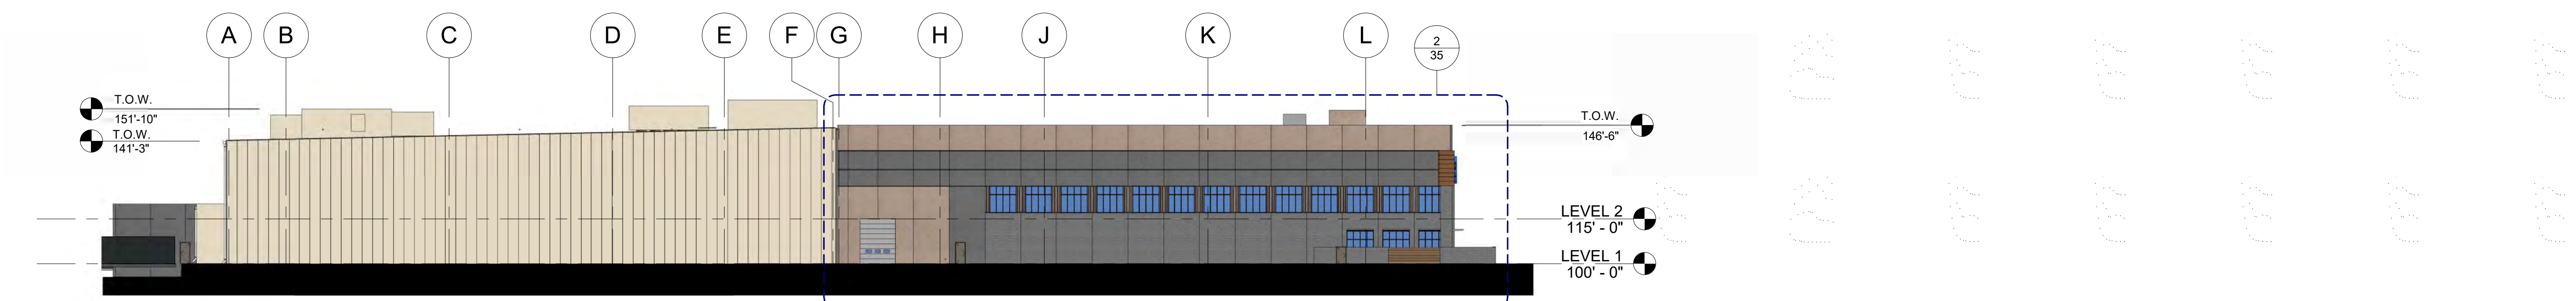 A B C D E F G H J K L
2
35
T.O.W.
151'-10"
T.O.W.
141'-3"
T.O.W.
146'-6"
LEVEL 2
115' - 0"
LEVEL 1
100' - 0"